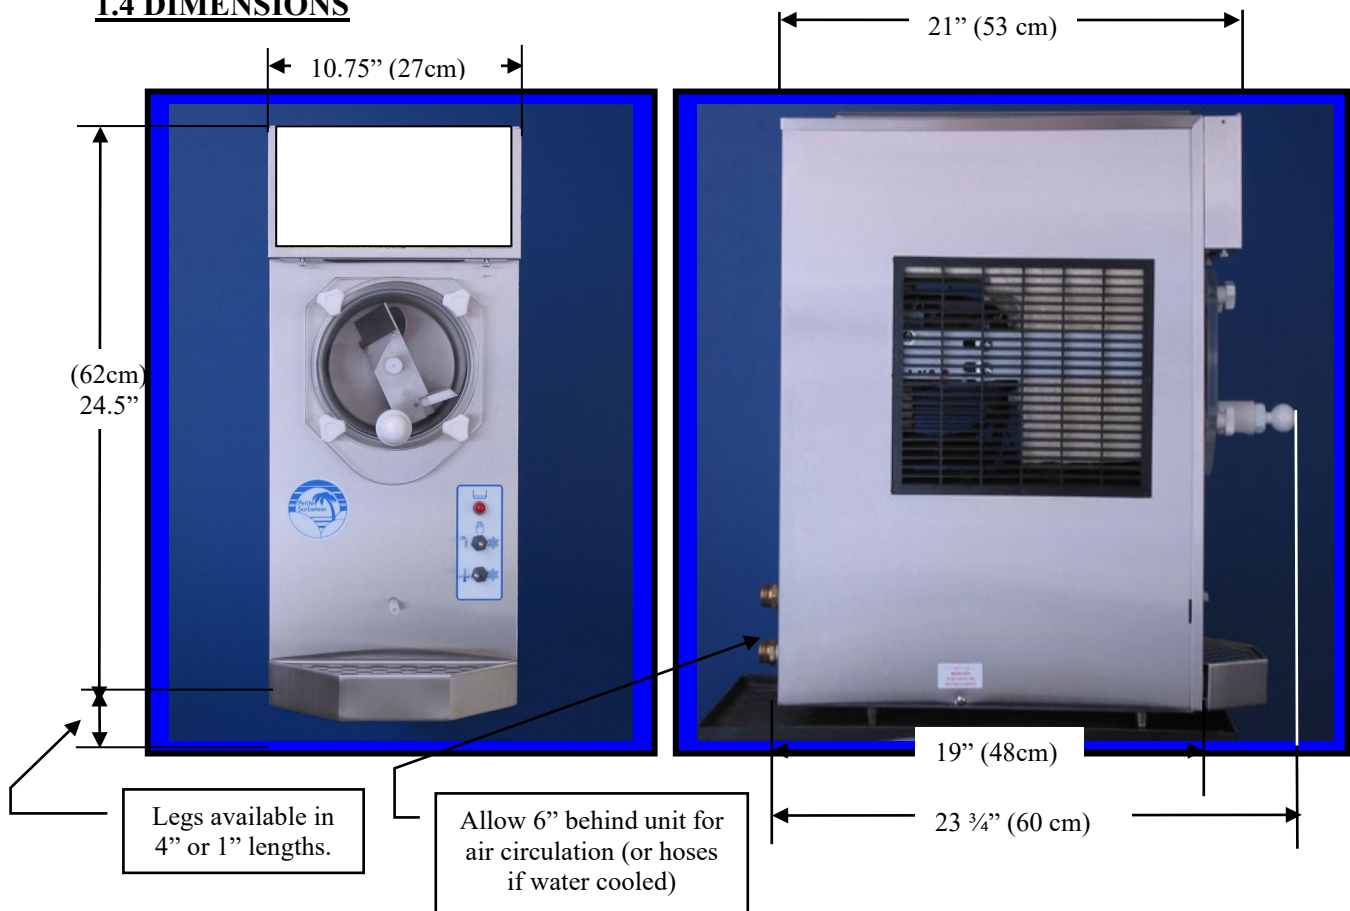 1.4 DIMENSIONS
21” (53 cm)
10.75” (27cm)
(62cm)
24.5”
Petite
Sorbeteer
19” (48cm)
23 ¾” (60 cm)
Legs available in
4” or 1” lengths.
Allow 6” behind unit for
air circulation (or hoses
if water cooled)